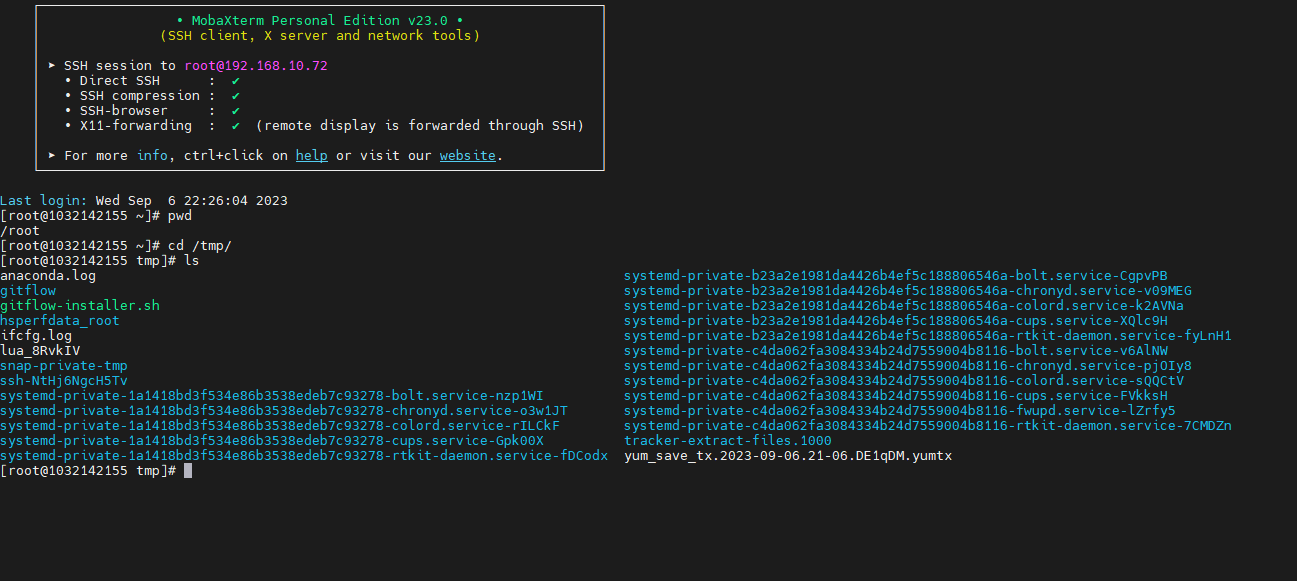 • MobaXterm Personal Edition v23.0 •
(SSH client, X server and network tools)
➤ SSH session to root@192.168.10.72
• Direct SSH : ✔
• SSH compression : ✔
• SSH-browser : ✔
• X11-forwarding : ✔ (remote display is forwarded through SSH)
➤ For more info, ctrl+click on help or visit our website.
Last login: Wed Sep 6 22:26:04 2023
[root@1032142155 ~]# pwd
/root
[root@1032142155 ~]# cd /tmp/
[root@1032142155 tmp]# ls
anaconda.log systemd-private-b23a2e1981da4426b4ef5c188806546a-bolt.service-CgpvPB
gitflow systemd-private-b23a2e1981da4426b4ef5c188806546a-chronyd.service-v09MEG
gitflow-installer.sh systemd-private-b23a2e1981da4426b4ef5c188806546a-colord.service-k2AVNa
hsperfdata_root systemd-private-b23a2e1981da4426b4ef5c188806546a-cups.service-XQlc9H
ifcfg.log systemd-private-b23a2e1981da4426b4ef5c188806546a-rtkit-daemon.service-fyLnH1
lua_8RvkIV systemd-private-c4da062fa3084334b24d7559004b8116-bolt.service-v6AlNW
snap-private-tmp systemd-private-c4da062fa3084334b24d7559004b8116-chronyd.service-pjOIy8
ssh-NtHj6NgcH5Tv systemd-private-c4da062fa3084334b24d7559004b8116-colord.service-sQQCtV
systemd-private-1a1418bd3f534e86b3538edeb7c93278-bolt.service-nzp1WI systemd-private-c4da062fa3084334b24d7559004b8116-cups.service-FVkksH
systemd-private-1a1418bd3f534e86b3538edeb7c93278-chronyd.service-o3w1JT systemd-private-c4da062fa3084334b24d7559004b8116-fwupd.service-lZrfy5
systemd-private-1a1418bd3f534e86b3538edeb7c93278-colord.service-rILCkF systemd-private-c4da062fa3084334b24d7559004b8116-rtkit-daemon.service-7CMDZn
systemd-private-1a1418bd3f534e86b3538edeb7c93278-cups.service-Gpk00X tracker-extract-files.1000
systemd-private-1a1418bd3f534e86b3538edeb7c93278-rtkit-daemon.service-fDCodx yum_save_tx.2023-09-06.21-06.DE1qDM.yumtx
[root@1032142155 tmp]#